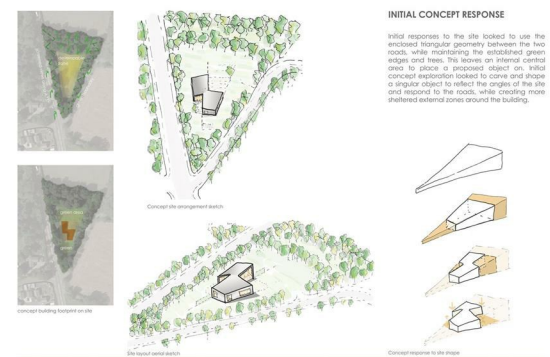 INITIAL CONCEPT RESPONSE
Initial responses to the site looked to use the
enclosed triangular geometry between the two
roads, while maintaining the established green
edges and trees. This leaves an internal central
area to place a proposed object on. Initial
concept exploration looked to carve and shape
a singular object to reflect the angles of the site
and respond to the roads, while creating more
sheltered external zones around the building.
Concept site arrangement sketch
concept building footprint on site
Site layout aerial sketch
Concept response to site shape